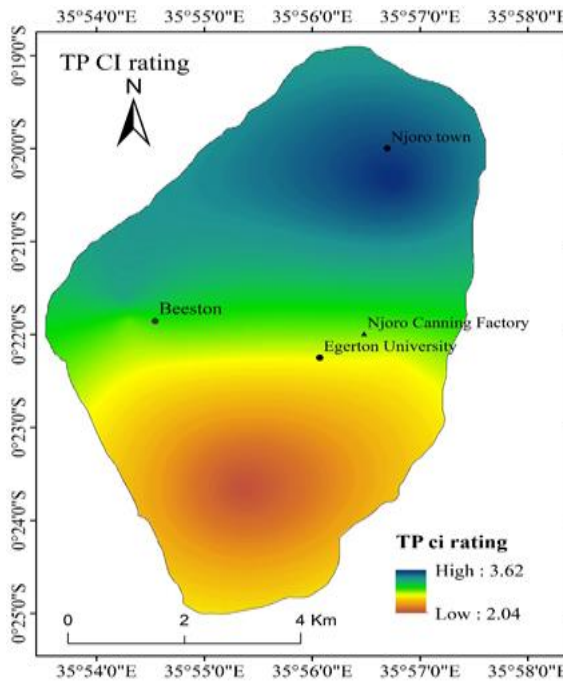 35°54'0"E 35°55'0"E 35°56'0"E 35°57'0"E 35°58'0"E
TP CI rating
N
0°19'0"S
0°20'0"S
0°21'0"S
0°22'0"S
0°23'0"S
0°24'0"S
0°25'0"S
Njoro town
Beeston
Njoro Canning Factory
Egerton University
TP ci rating
High : 3.62
Low : 2.04
0 2 4 Km
35°54'0"E 35°55'0"E 35°56'0"E 35°57'0"E 35°58'0"E